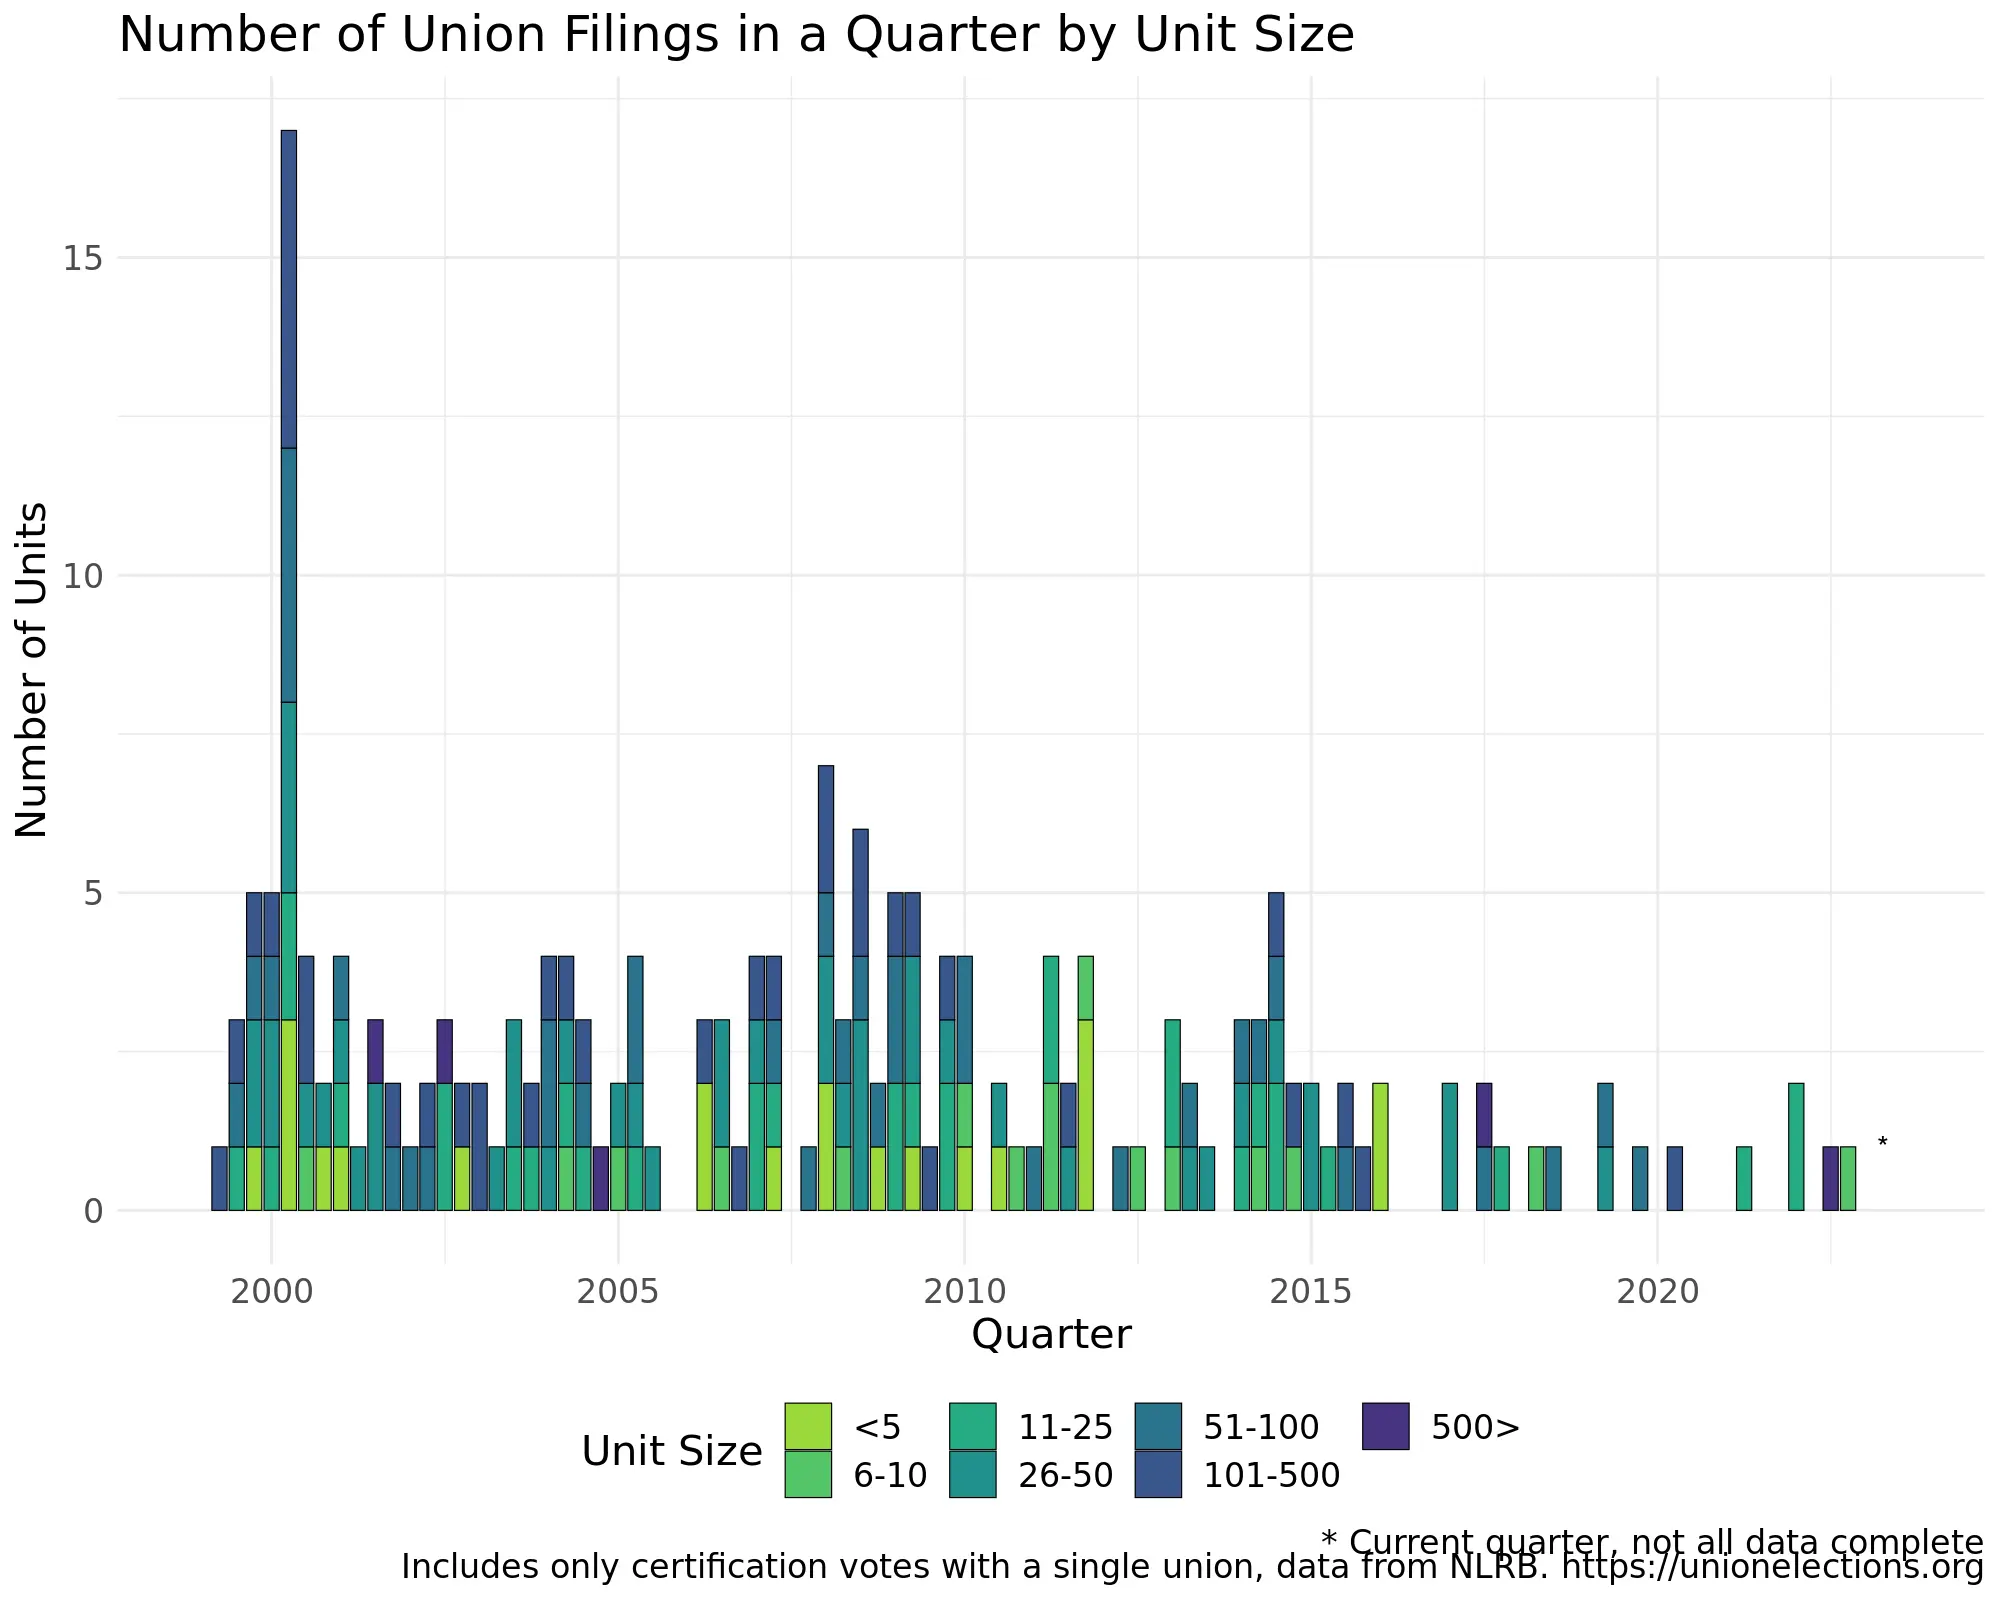 Number of Union Filings in a Quarter by Unit Size
Number of Units
15
10
5
0
*
2000 2005 2010 2015 2020
Quarter
Unit Size
<5 11-25 51-100 500>
6-10 26-50 101-500
* Current quarter, not all data complete
Includes only certification votes with a single union, data from NLRB. https://unionelections.org